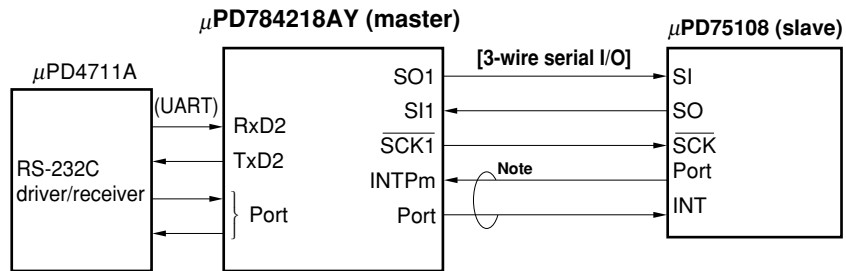 μPD784218AY (master)
μPD75108 (slave)
μPD4711A
[3-wire serial I/O]
(UART)
SO1
SI
SI1
SO
RxD2
SCK1
SCK
TxD2
Note
Port
RS-232C
driver/receiver
INTPm
Port
Port
INT